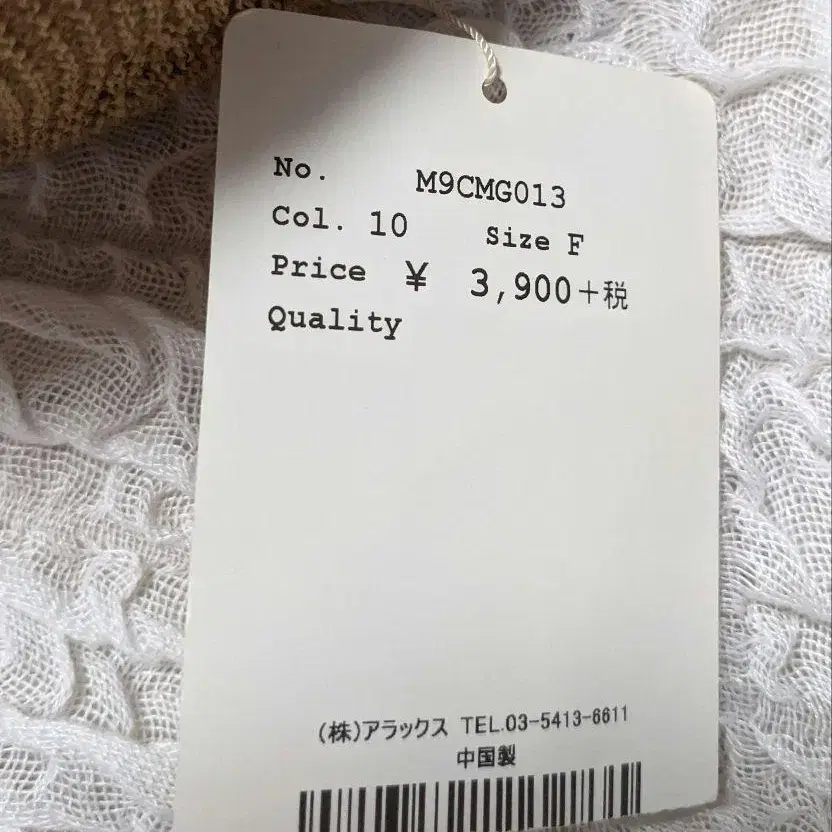 No. M9CMG013
Col. 10 Size F
Price ¥ 3,900+税
Quality
(株)アラックス TEL.03-5413-6611
中国製